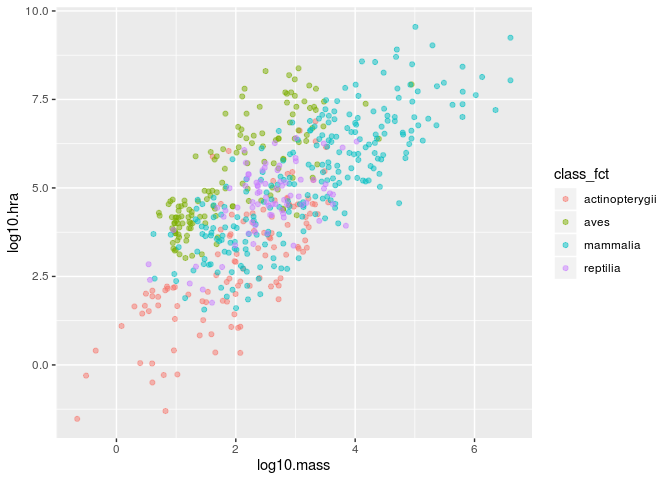 10.0
7.5
5.0
2.5
0.0
log10.hra
0
2
4
6
log10.mass
class_fct
actinopterygii
aves
mammalia
reptilia